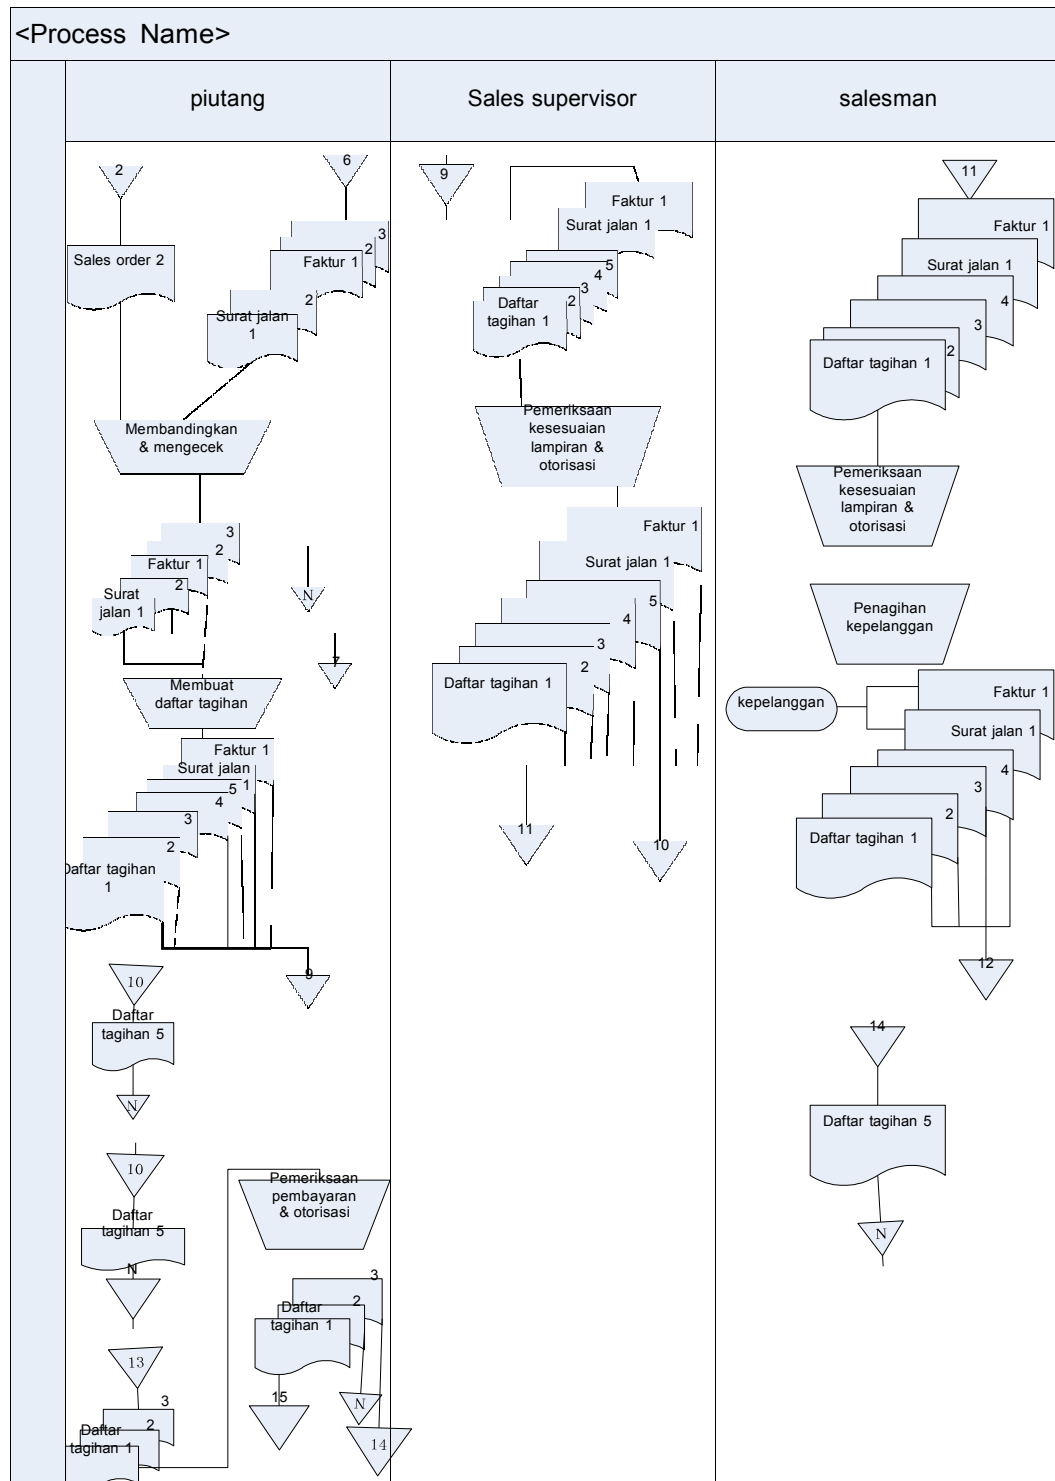 <Process Name>
piutang
Sales supervisor
salesman
2
6
Sales order 2
3
2
Faktur 1
2
Surat jalan
1
Membandingkan
& mengecek
3
2
Faktur 1
2
Surat
jalan 1
N
7
Membuat
daftar tagihan
Faktur 1
Surat jalan
1
5
4
3
2
Daftar tagihan
1
9
10
Daftar
tagihan 5
N
10
Daftar
tagihan 5
N
13
3
2
Daftar
tagihan 1
Pemeriksaan
pembayaran
& otorisasi
3
2
Daftar
tagihan 1
15
N
14
9
Faktur 1
Surat jalan 1
5
4
3
2
Daftar
tagihan 1
Pemeriksaan
kesesuaian
lampiran &
otorisasi
Faktur 1
Surat jalan 1
5
4
3
2
Daftar tagihan 1
11
10
11
Faktur 1
Surat jalan 1
4
3
2
Daftar tagihan 1
Pemeriksaan
kesesuaian
lampiran &
otorisasi
Penagihan
kepelanggan
kepelanggan
Faktur 1
Surat jalan 1
4
3
2
Daftar tagihan 1
12
14
Daftar tagihan 5
N